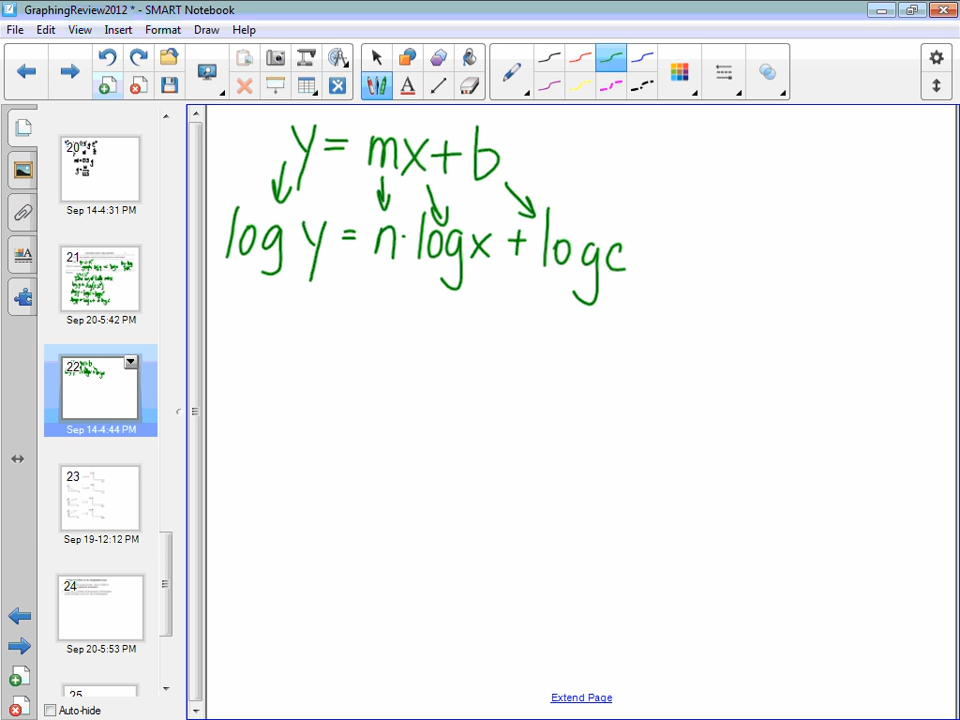 GraphingReview2012 * - SMART Notebook
File Edit View Insert Format Draw Help
20
Sep 14-4:31 PM
21
Sep 20-5:42 PM
22
Sep 14-4:44 PM
23
Sep 19-12:12 PM
24
Sep 20-5:53 PM
25
Auto-hide
y = mx + b
log y = n · log x + log c
Extend Page